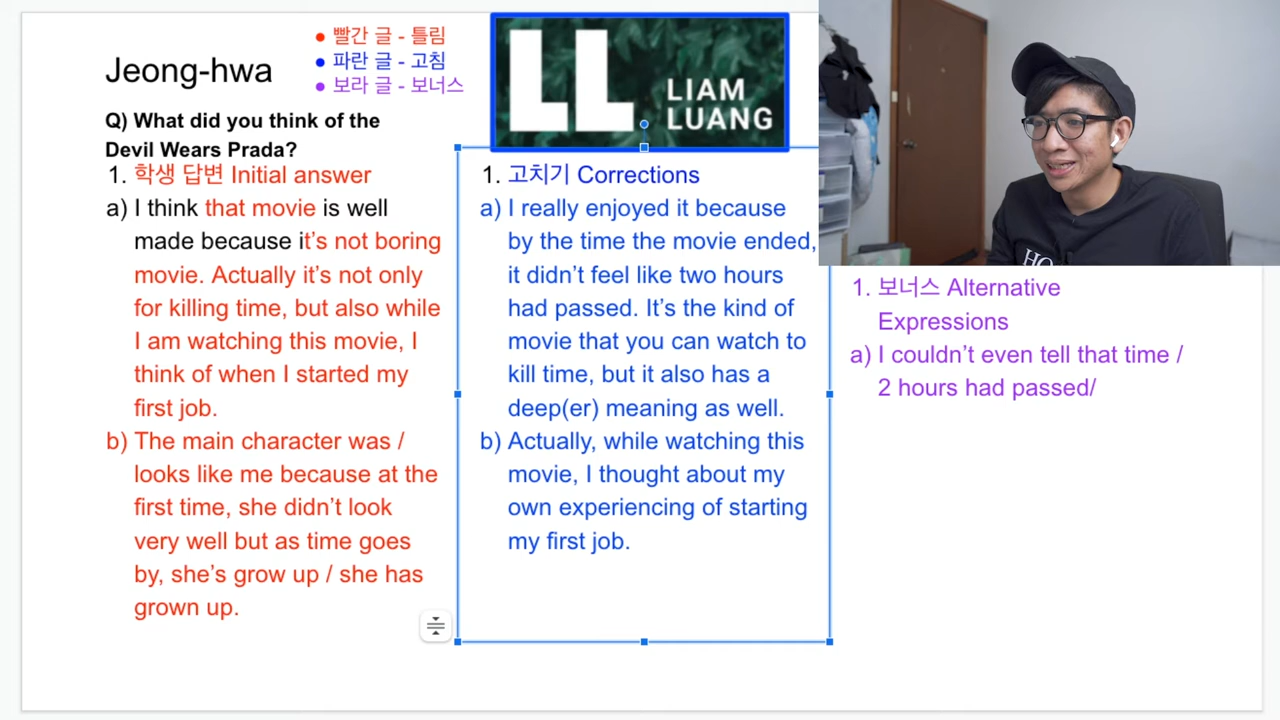 Jeong-hwa
● 빨간 글 - 틀림
● 파란 글 - 고침
● 보라 글 - 보너스
LL
LIAM
LUANG
Q) What did you think of the
Devil Wears Prada?
1. 학생 답변 Initial answer
a) I think that movie is well
made because it's not boring
movie. Actually it's not only
for killing time, but also while
I am watching this movie, I
think of when I started my
first job.
b) The main character was /
looks like me because at the
first time, she didn't look
very well but as time goes
by, she's grow up / she has
grown up.
1. 고치기 Corrections
a) I really enjoyed it because
by the time the movie ended,
it didn't feel like two hours
had passed. It's the kind of
movie that you can watch to
kill time, but it also has a
deep(er) meaning as well.
b) Actually, while watching this
movie, I thought about my
own experiencing of starting
my first job.
1. 보너스 Alternative
Expressions
a) I couldn't even tell that time /
2 hours had passed/